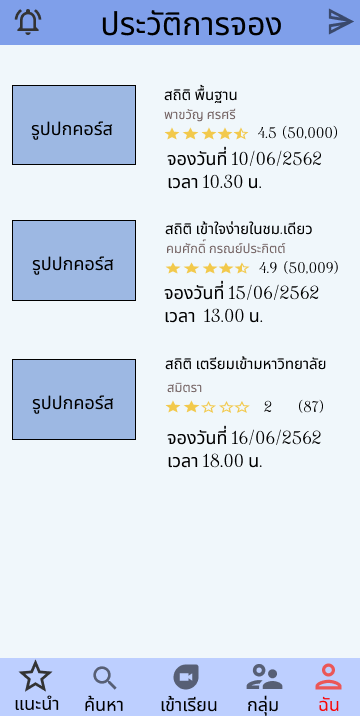 ประวัติการจอง
รูปปกคอร์ส
สถิติ พื้นฐาน
พาขวัญ ศรศรี
4.5 (50,000)
จองวันที่ 10/06/2562
เวลา 10.30 น.
รูปปกคอร์ส
สถิติ เข้าใจง่ายในชม.เดียว
คมศักดิ์ กรณย์ประกิตต์
4.9 (50,009)
จองวันที่ 15/06/2562
เวลา 13.00 น.
รูปปกคอร์ส
สถิติ เตรียมเข้ามหาวิทยาลัย
สมิตรา
2 (87)
จองวันที่ 16/06/2562
เวลา 18.00 น.
แนะนำ ค้นหา เข้าเรียน กลุ่ม ฉัน